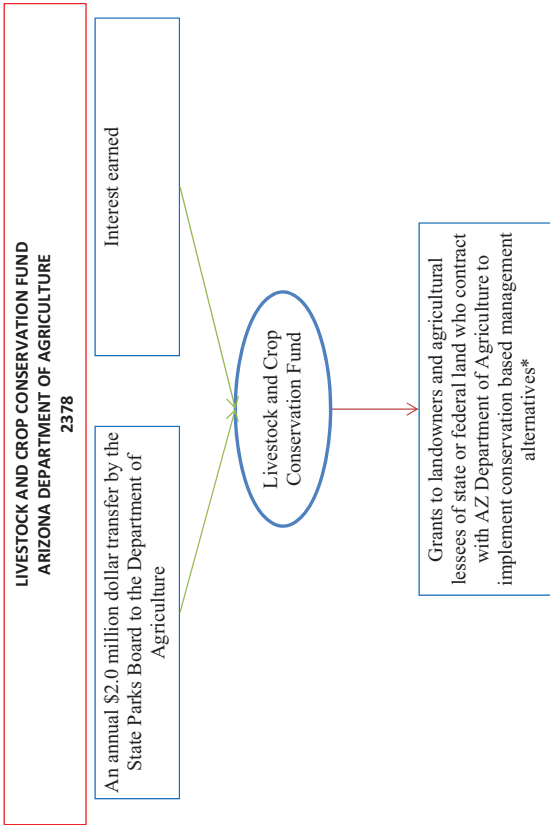 LIVESTOCK AND CROP CONSERVATION FUND
ARIZONA DEPARTMENT OF AGRICULTURE
2378
An annual $2.0 million dollar transfer by the
State Parks Board to the Department of
Agriculture
Interest earned
Livestock and Crop
Conservation Fund
Grants to landowners and agricultural
lessees of state or federal land who contract
with AZ Department of Agriculture to
implement conservation based management
alternatives*